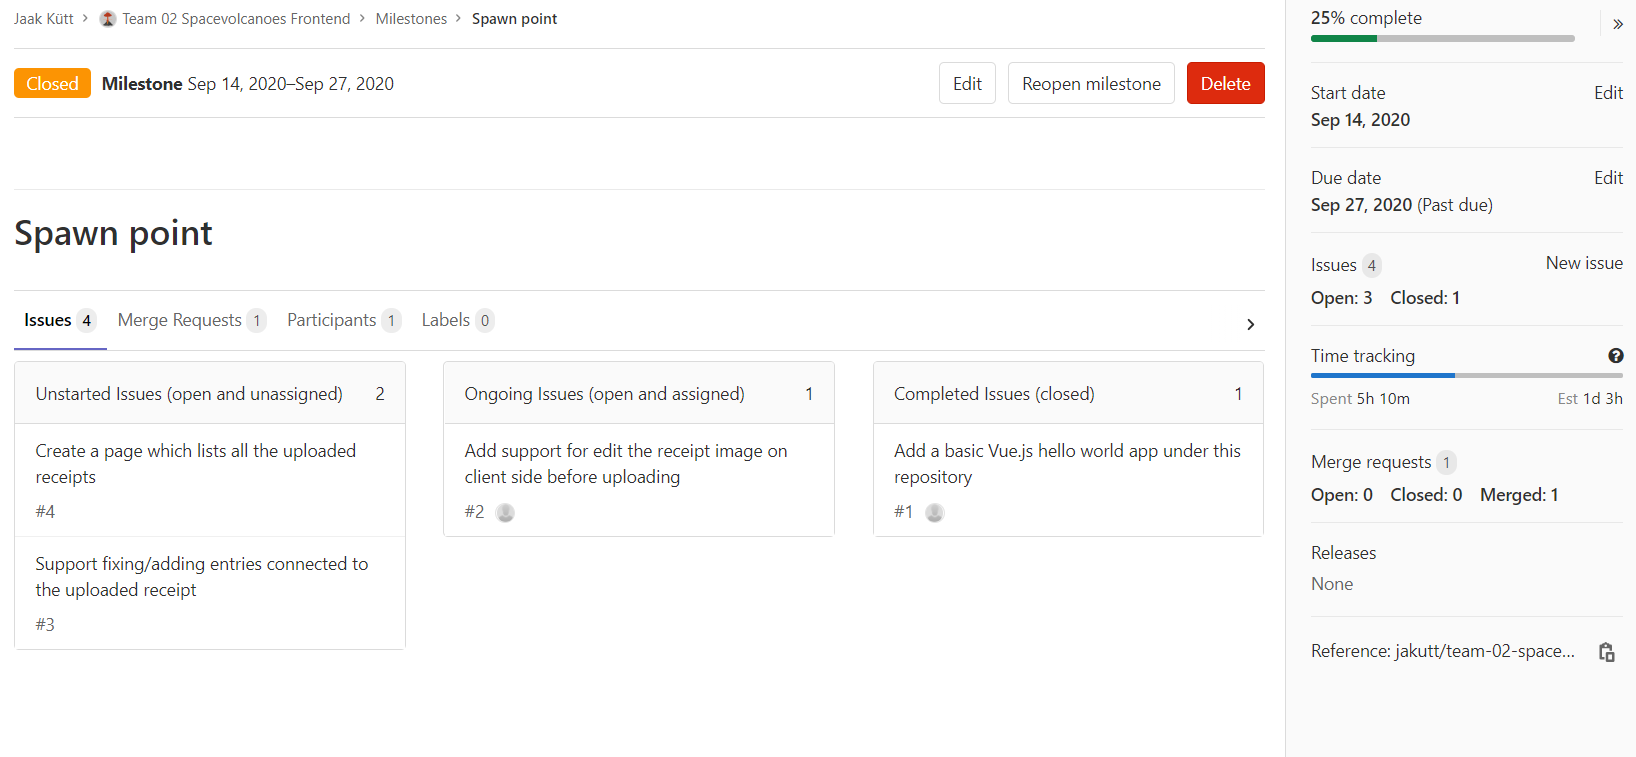 Jaak Kütt > Team 02 Spacevolcanoes Frontend > Milestones > Spawn point
Closed Milestone Sep 14, 2020–Sep 27, 2020 Edit Reopen milestone Delete
Spawn point
Issues 4 Merge Requests 1 Participants 1 Labels 0
Unstarted Issues (open and unassigned) 2
Create a page which lists all the uploaded
receipts
#4
Support fixing/adding entries connected to
the uploaded receipt
#3
Ongoing Issues (open and assigned) 1
Add support for edit the receipt image on
client side before uploading
#2
Completed Issues (closed) 1
Add a basic Vue.js hello world app under this
repository
#1
25% complete
Start date Edit
Sep 14, 2020
Due date Edit
Sep 27, 2020 (Past due)
Issues 4 New issue
Open: 3 Closed: 1
Time tracking
Spent 5h 10m Est 1d 3h
Merge requests 1
Open: 0 Closed: 0 Merged: 1
Releases
None
Reference: jakutt/team-02-space...